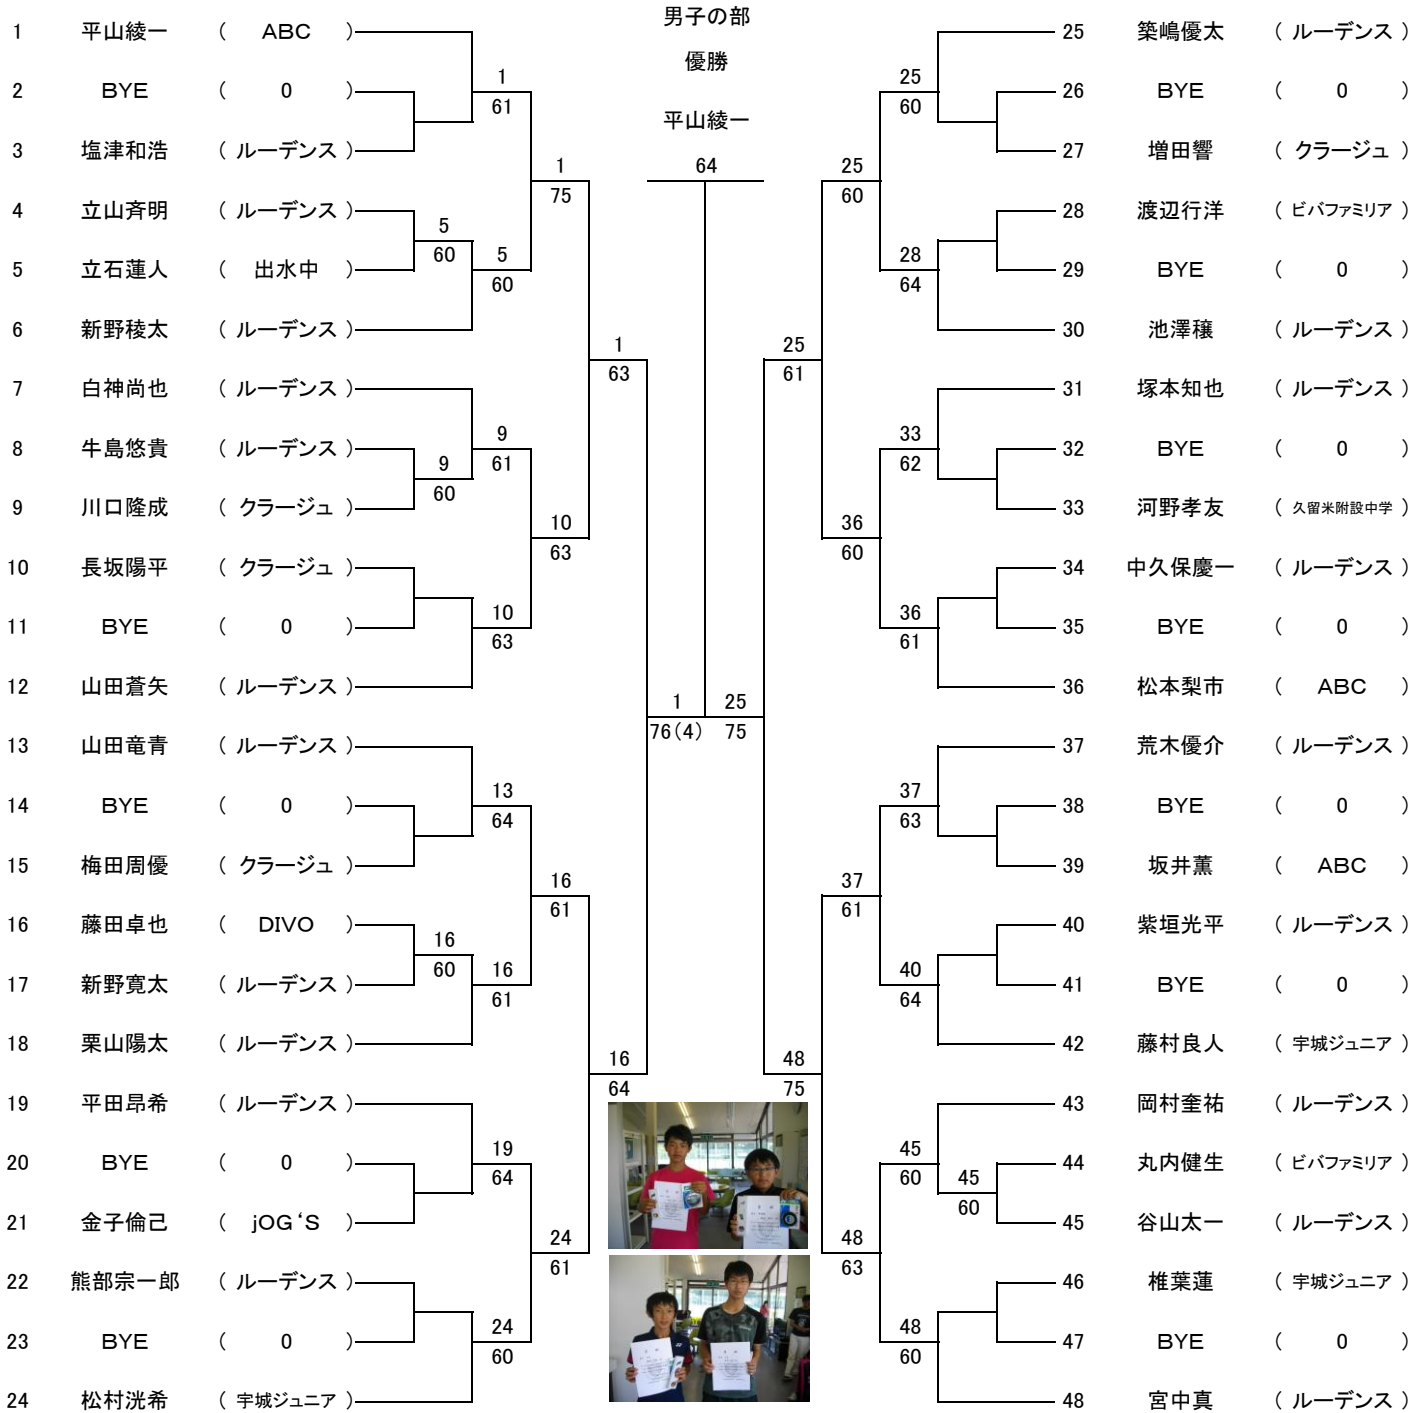 男子の部
優勝
平山綾一
64
1 平山綾一 ( ABC )
2 BYE ( 0 )
3 塩津和浩 ( ルーデンス )
4 立山斉明 ( ルーデンス )
5 立石蓮人 ( 出水中 )
6 新野稜太 ( ルーデンス )
7 白神尚也 ( ルーデンス )
8 牛島悠貴 ( ルーデンス )
9 川口隆成 ( クラージュ )
10 長坂陽平 ( クラージュ )
11 BYE ( 0 )
12 山田蒼矢 ( ルーデンス )
13 山田竜青 ( ルーデンス )
14 BYE ( 0 )
15 梅田周優 ( クラージュ )
16 藤田卓也 ( DIVO )
17 新野寛太 ( ルーデンス )
18 栗山陽太 ( ルーデンス )
19 平田昂希 ( ルーデンス )
20 BYE ( 0 )
21 金子倫己 ( jOG‘S )
22 熊部宗一郎 ( ルーデンス )
23 BYE ( 0 )
24 松村洸希 ( 宇城ジュニア )
5
60
9
60
16
60
1
61
5
60
9
61
10
63
13
64
16
61
19
64
24
60
1
75
10
63
16
61
24
61
1
63
16
64
1
76(4)
25
75
25
61
48
75
25
60
36
60
37
61
48
63
25
60
28
64
33
62
36
61
37
63
40
64
45
60
48
60
45
60
25 築嶋優太 ( ルーデンス )
26 BYE ( 0 )
27 増田響 ( クラージュ )
28 渡辺行洋 ( ビバファミリア )
29 BYE ( 0 )
30 池澤穣 ( ルーデンス )
31 塚本知也 ( ルーデンス )
32 BYE ( 0 )
33 河野孝友 ( 久留米附設中学 )
34 中久保慶一 ( ルーデンス )
35 BYE ( 0 )
36 松本梨市 ( ABC )
37 荒木優介 ( ルーデンス )
38 BYE ( 0 )
39 坂井薫 ( ABC )
40 紫垣光平 ( ルーデンス )
41 BYE ( 0 )
42 藤村良人 ( 宇城ジュニア )
43 岡村奎祐 ( ルーデンス )
44 丸内健生 ( ビバファミリア )
45 谷山太一 ( ルーデンス )
46 椎葉蓮 ( 宇城ジュニア )
47 BYE ( 0 )
48 宮中真 ( ルーデンス )